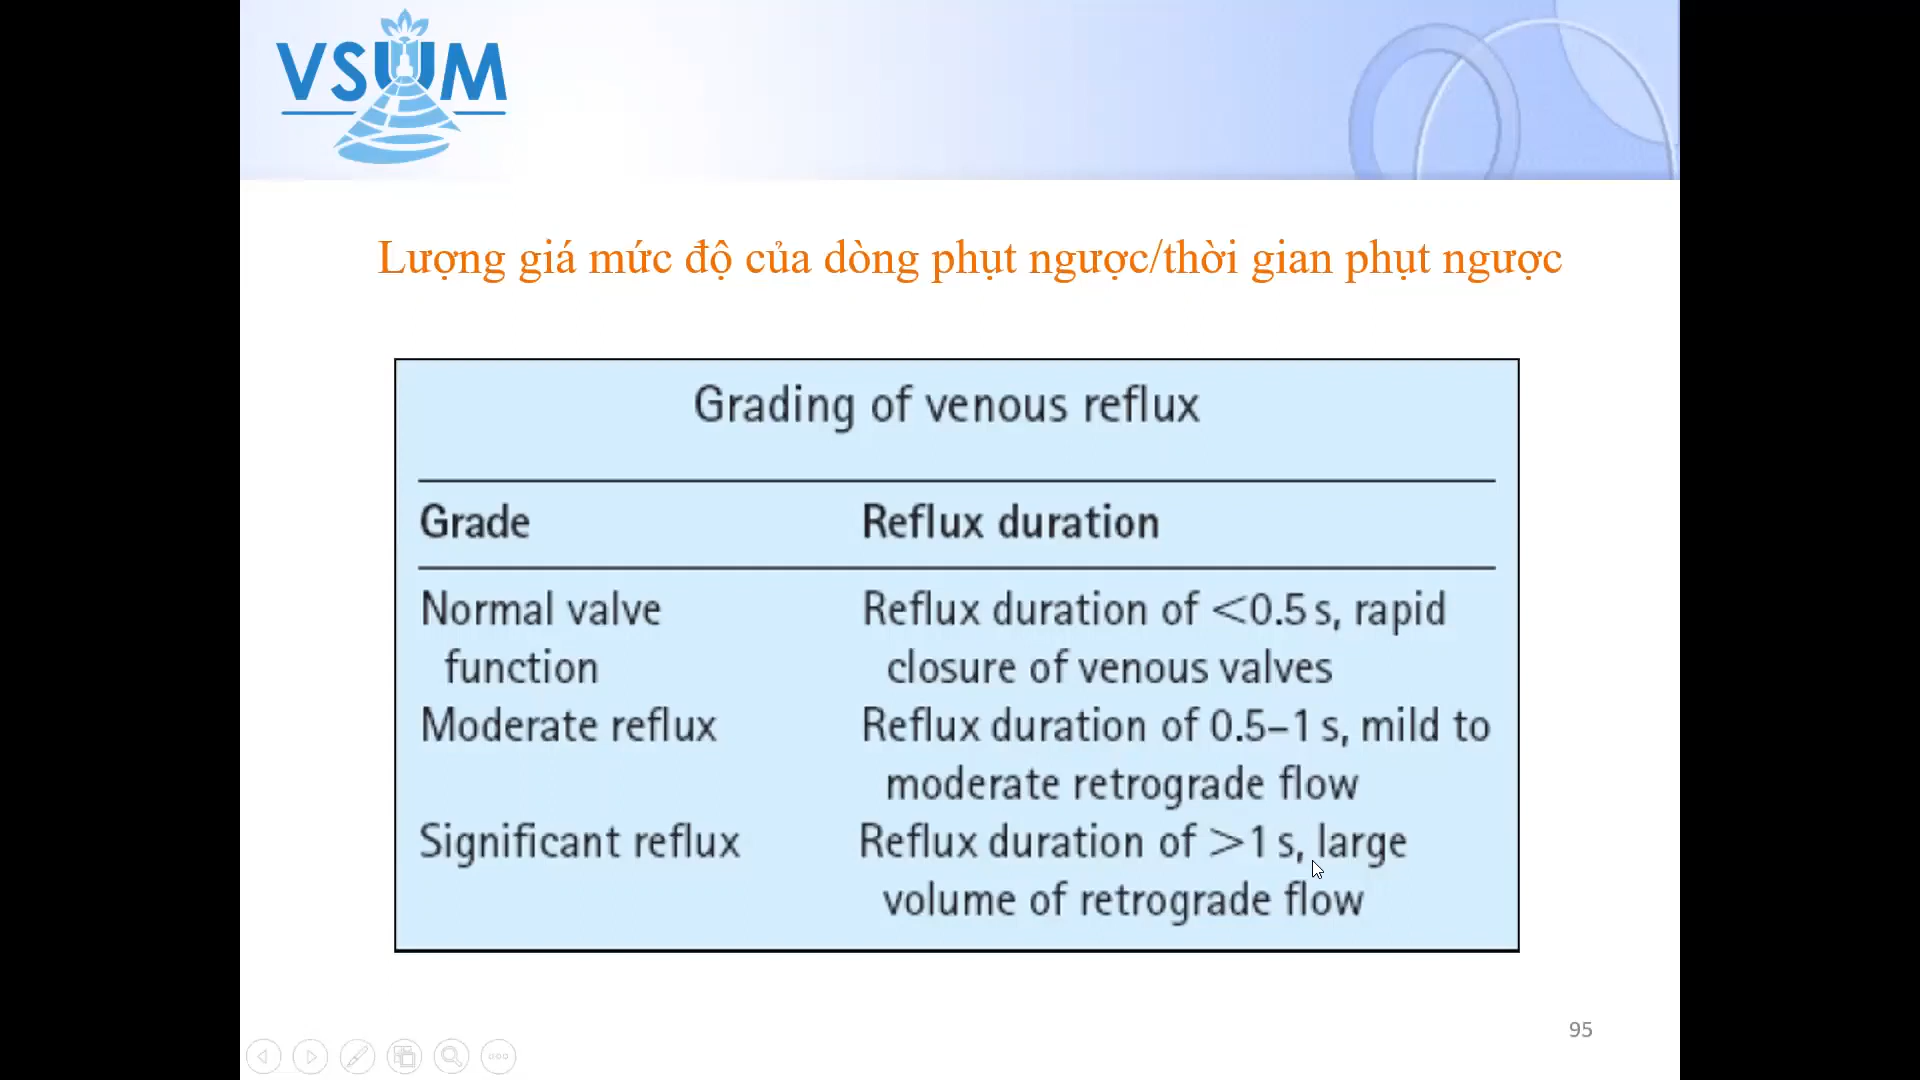 VSUM
Lượng giá mức độ của dòng phụt ngược/thời gian phụt ngược
Grading of venous reflux
Grade Reflux duration
Normal valve Reflux duration of <0.5 s, rapid
function closure of venous valves
Moderate reflux Reflux duration of 0.5–1 s, mild to
moderate retrograde flow
Significant reflux Reflux duration of >1 s, large
volume of retrograde flow
95